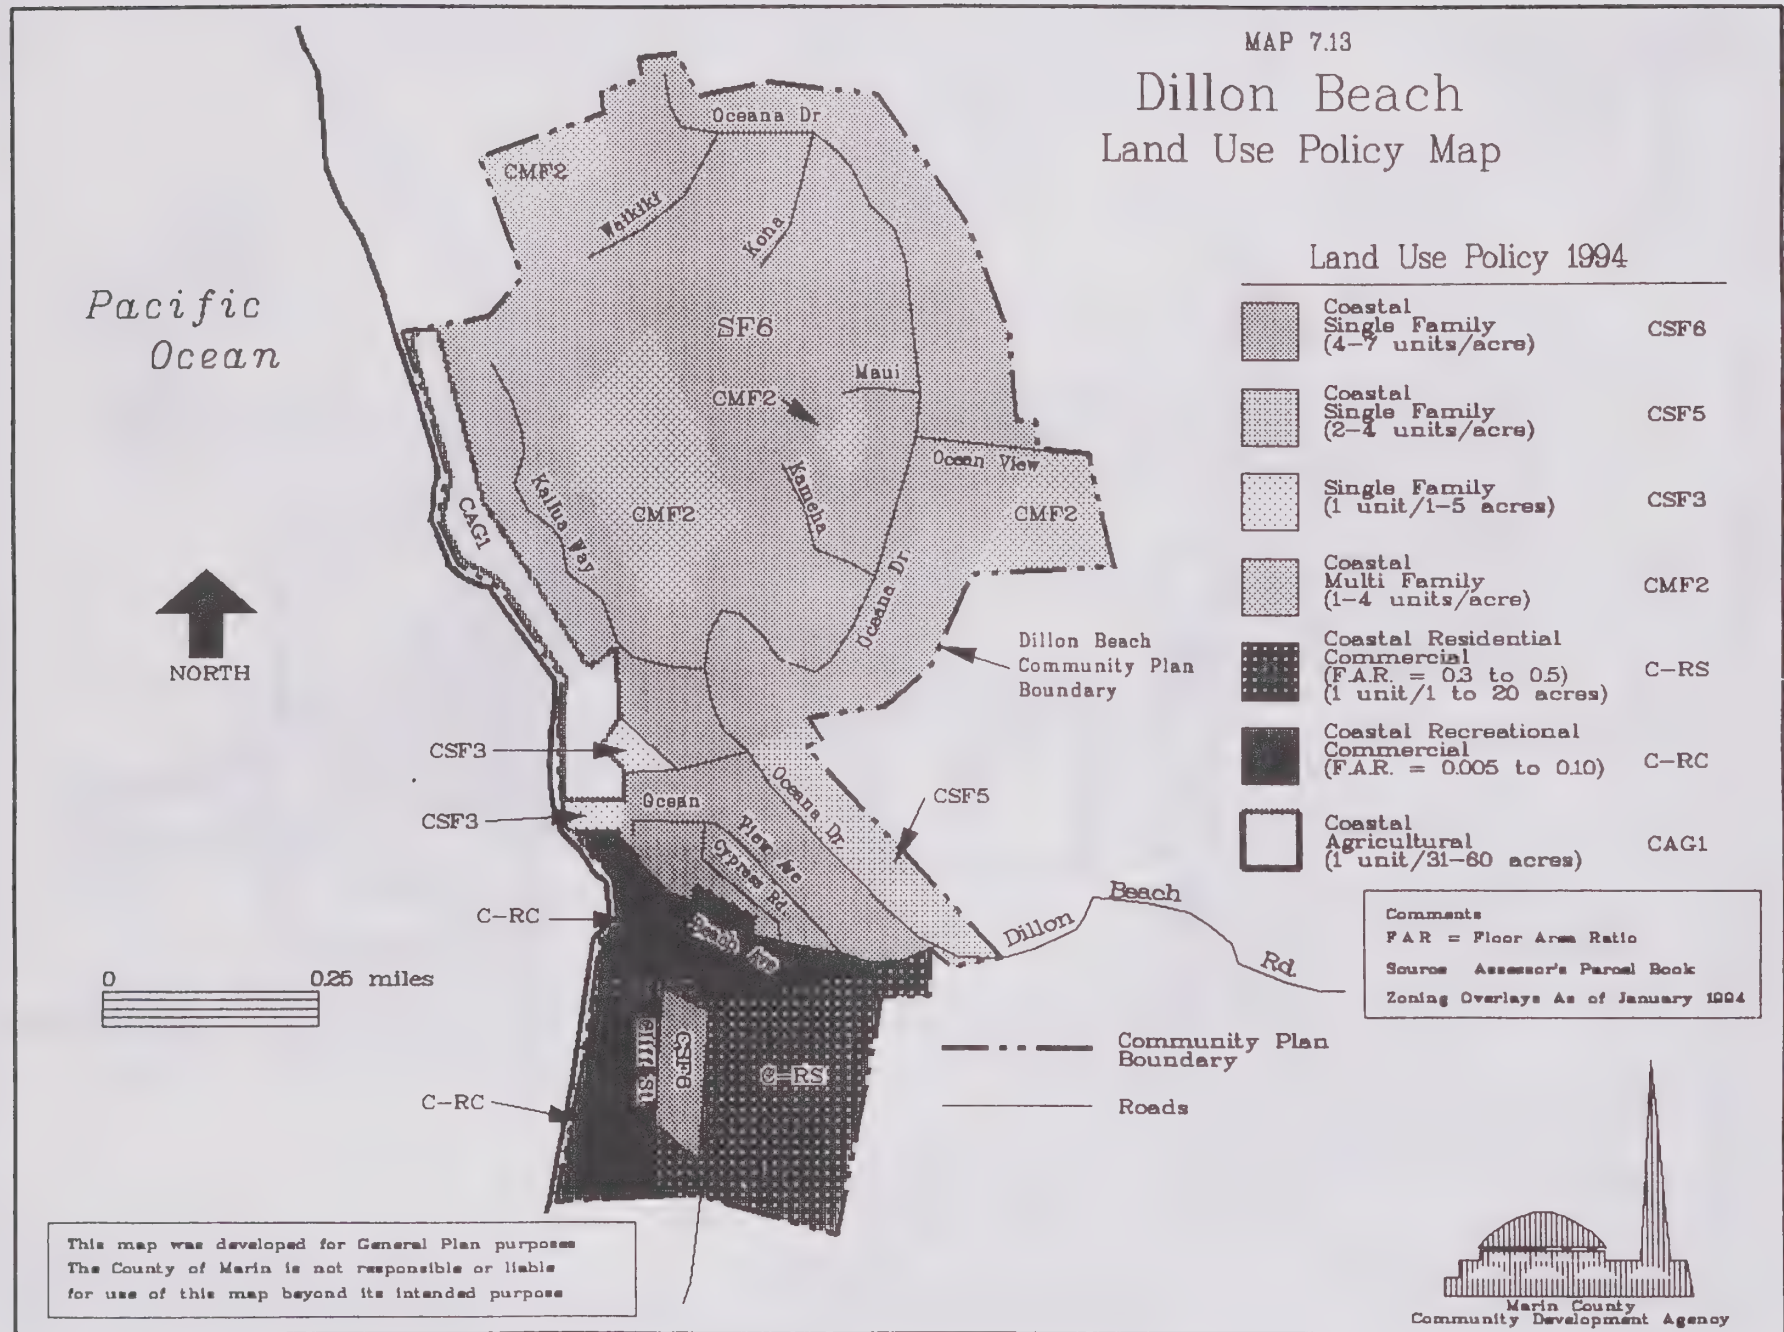 MAP 7.13
Dillon Beach
Land Use Policy Map
Pacific
Ocean
NORTH
0 0.25 miles
Oceana Dr
CMF2
Waikiki
Kona
SF6
Maui
CMF2
Ocean View
CMF2
Kameha
CMF2
Kailua Way
CAG1
Oceana Dr
Dillon Beach
Community Plan
Boundary
CSF3
CSF3
Ocean
Oceana Dr.
CSF5
Cypress Rd.
C-RC
Beach Ave
Dillon Beach Rd.
Cliff St
CSF6
C-RS
C-RC
Land Use Policy 1994
Coastal
Single Family
(4-7 units/acre)
CSF6
Coastal
Single Family
(2-4 units/acre)
CSF5
Single Family
(1 unit/1-5 acres)
CSF3
Coastal
Multi Family
(1-4 units/acre)
CMF2
Coastal Residential
Commercial
(F.A.R. = 0.3 to 0.5)
(1 unit/1 to 20 acres)
C-RS
Coastal Recreational
Commercial
(F.A.R. = 0.005 to 0.10)
C-RC
Coastal
Agricultural
(1 unit/31-60 acres)
CAG1
Comments
F A R = Floor Area Ratio
Source Assessor's Parcel Book
Zoning Overlays As of January 1994
Community Plan
Boundary
Roads
This map was developed for General Plan purposes
The County of Marin is not responsible or liable
for use of this map beyond its intended purpose
Marin County
Community Development Agency